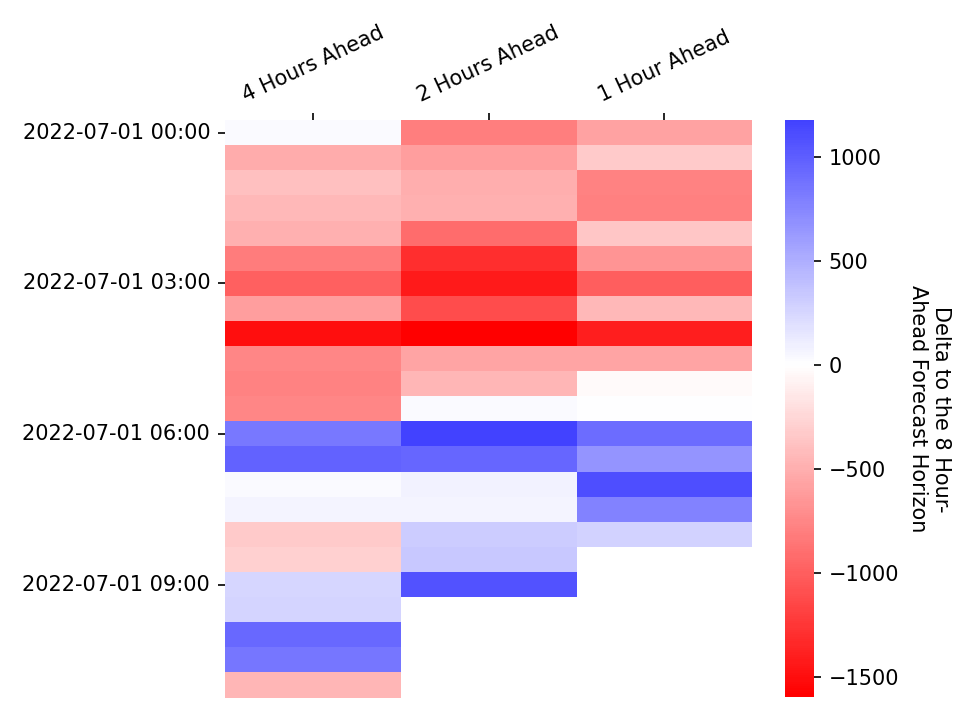 4 Hours Ahead
2 Hours Ahead
1 Hour Ahead
2022-07-01 00:00
2022-07-01 03:00
2022-07-01 06:00
2022-07-01 09:00
1000
500
0
−500
−1000
−1500
Delta to the 8 Hour-
Ahead Forecast Horizon